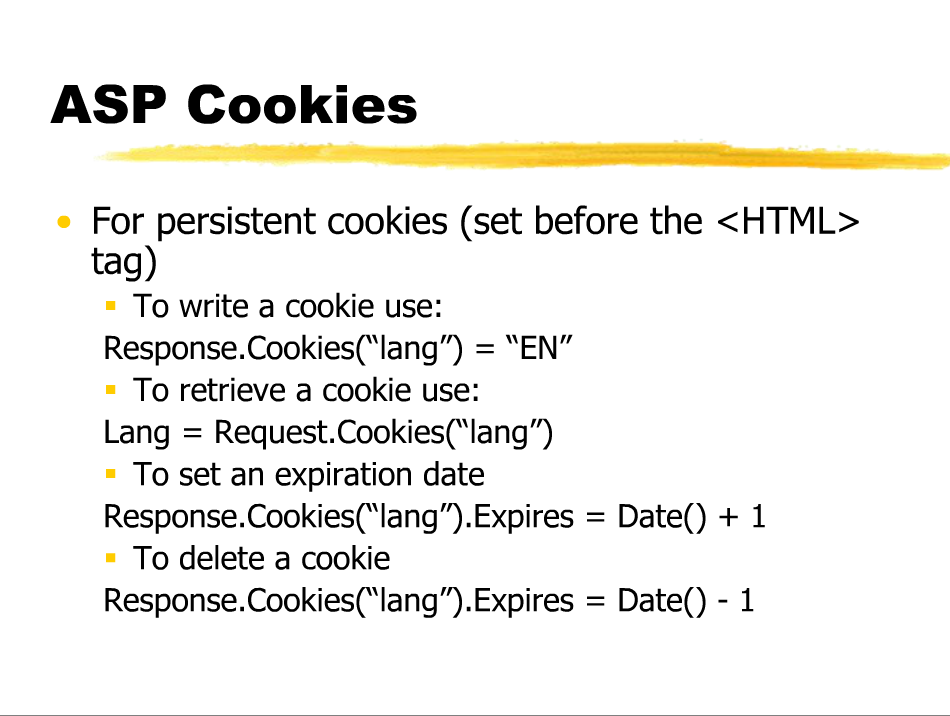 ASP Cookies
For persistent cookies (set before the <HTML>
tag)
To write a cookie use:
Response.Cookies(“lang”) = “EN”
To retrieve a cookie use:
Lang = Request.Cookies(“lang”)
To set an expiration date
Response.Cookies(“lang”).Expires = Date() + 1
To delete a cookie
Response.Cookies(“lang”).Expires = Date() - 1